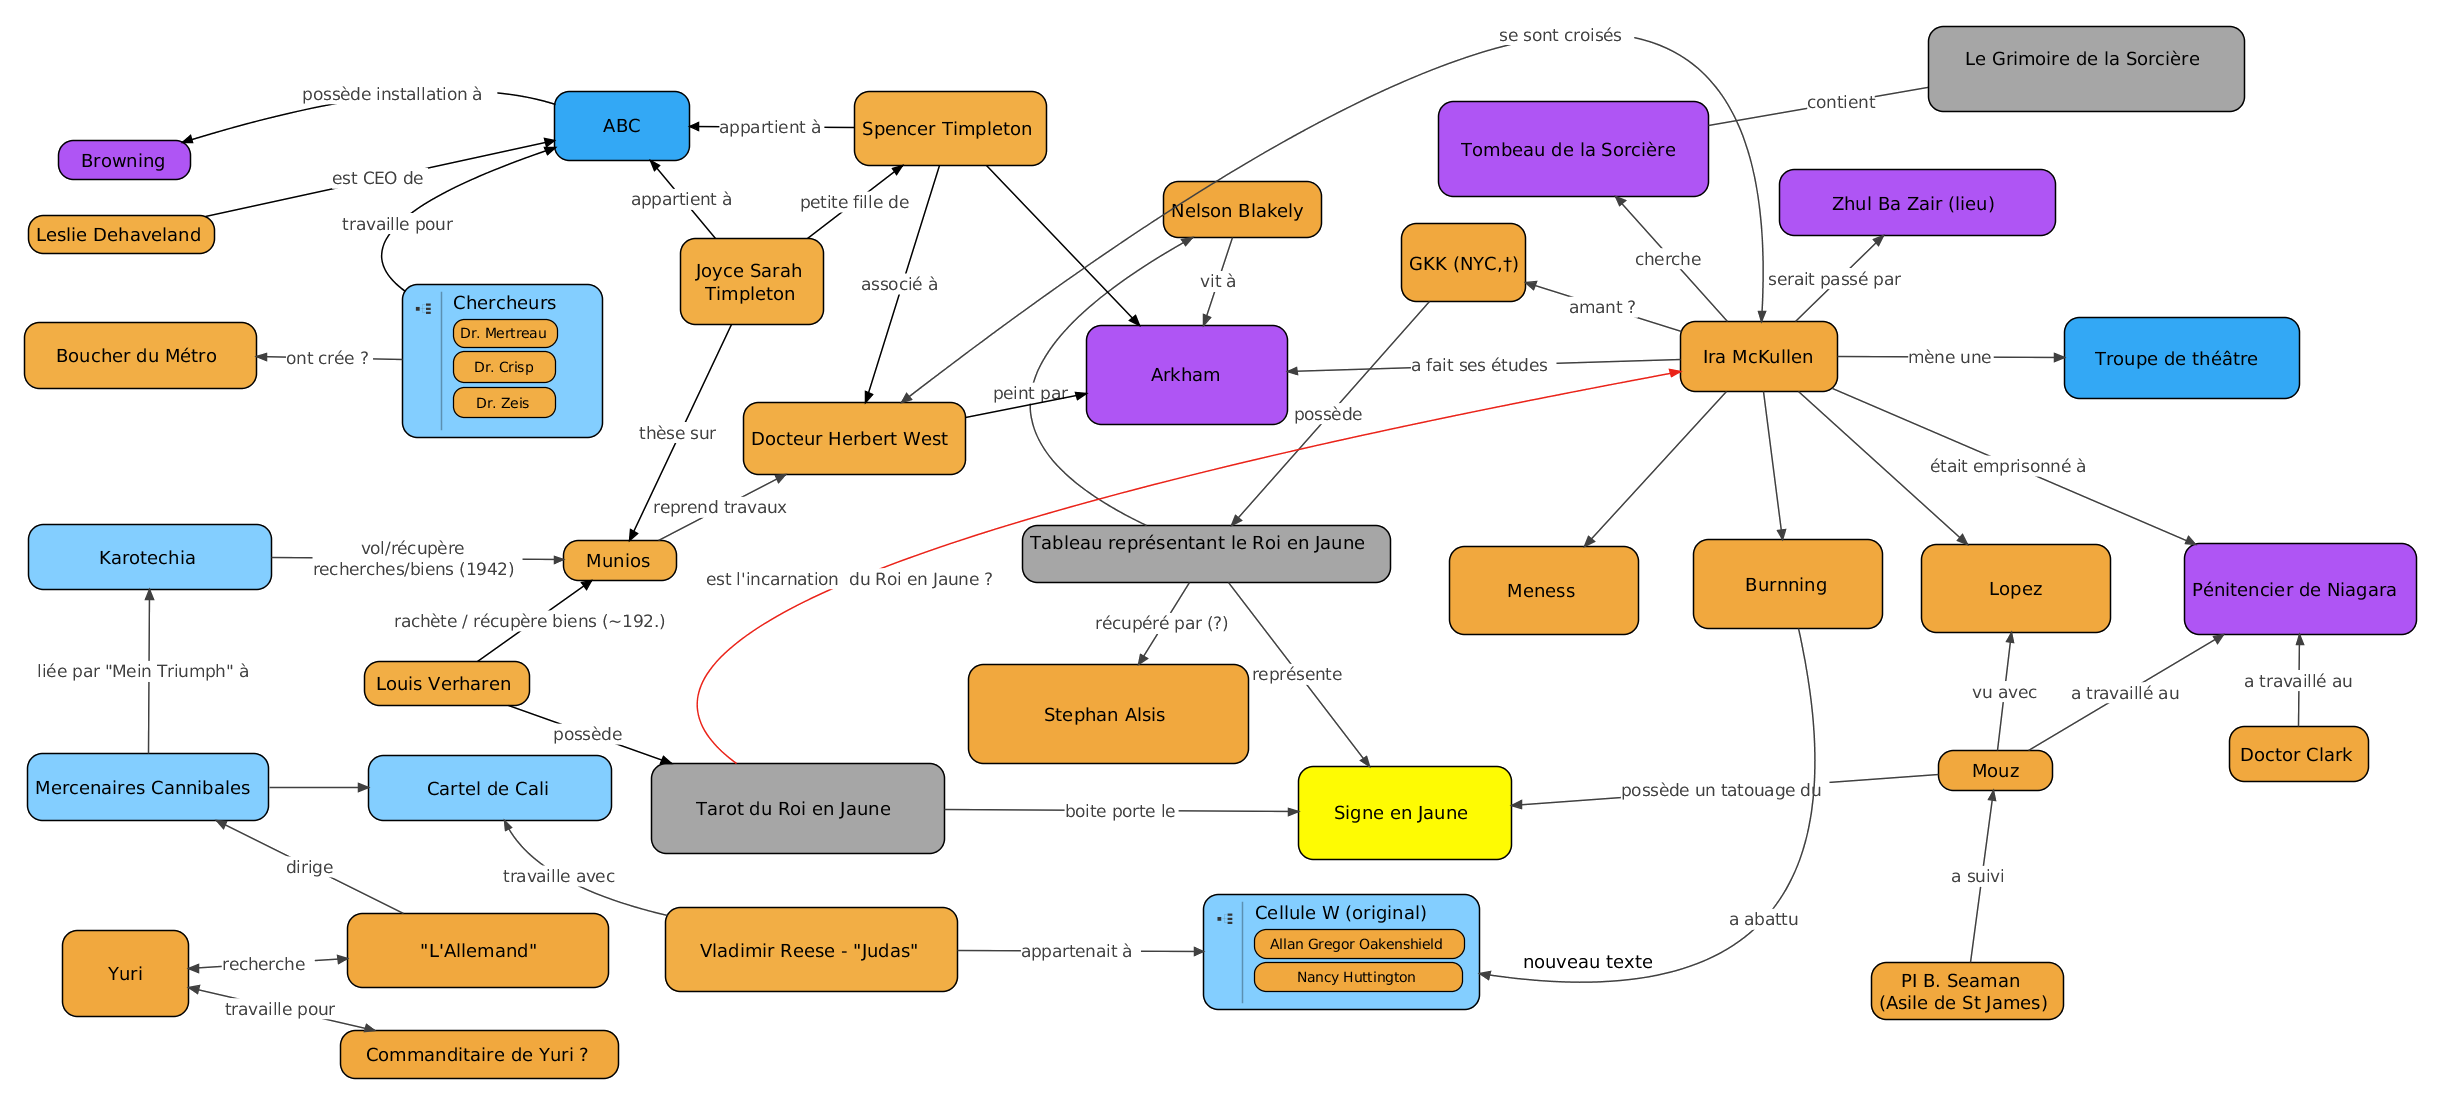 se sont croisés
Le Grimoire de la Sorcière
possède installation à
contient
ABC
appartient à
Spencer Timpleton
Tombeau de la Sorcière
Browning
est CEO de
appartient à
petite fille de
Nelson Blakely
Zhul Ba Zair (lieu)
Leslie Dehaveland
travaille pour
GKK (NYC,†)
cherche
Joyce Sarah
Timpleton
associé à
vit à
serait passé par
Chercheurs
amant ?
Dr. Mertreau
Boucher du Métro
ont crée ?
Dr. Crisp
Dr. Zeis
Arkham
a fait ses études
Ira McKullen
mène une
Troupe de théâtre
peint par
possède
thèse sur
Docteur Herbert West
était emprisonné à
reprend travaux
Karotechia
vol/récupère
recherches/biens (1942)
Munios
Tableau représentant le Roi en Jaune
est l'incarnation  du Roi en Jaune ?
Meness
Burnning
Lopez
Pénitencier de Niagara
rachète / récupère biens (~192.)
récupéré par (?)
liée par "Mein Triumph" à
Louis Verharen
représente
vu avec
a travaillé au
a travaillé au
possède
Stephan Alsis
Doctor Clark
Mercenaires Cannibales
Cartel de Cali
Tarot du Roi en Jaune
boite porte le
Signe en Jaune
possède un tatouage du
Mouz
dirige
travaille avec
a suivi
Cellule W (original)
a abattu
Yuri
recherche
"L'Allemand"
Vladimir Reese - "Judas"
appartenait à
Allan Gregor Oakenshield
Nancy Huttington
nouveau texte
PI B. Seaman
(Asile de St James)
travaille pour
Commanditaire de Yuri ?